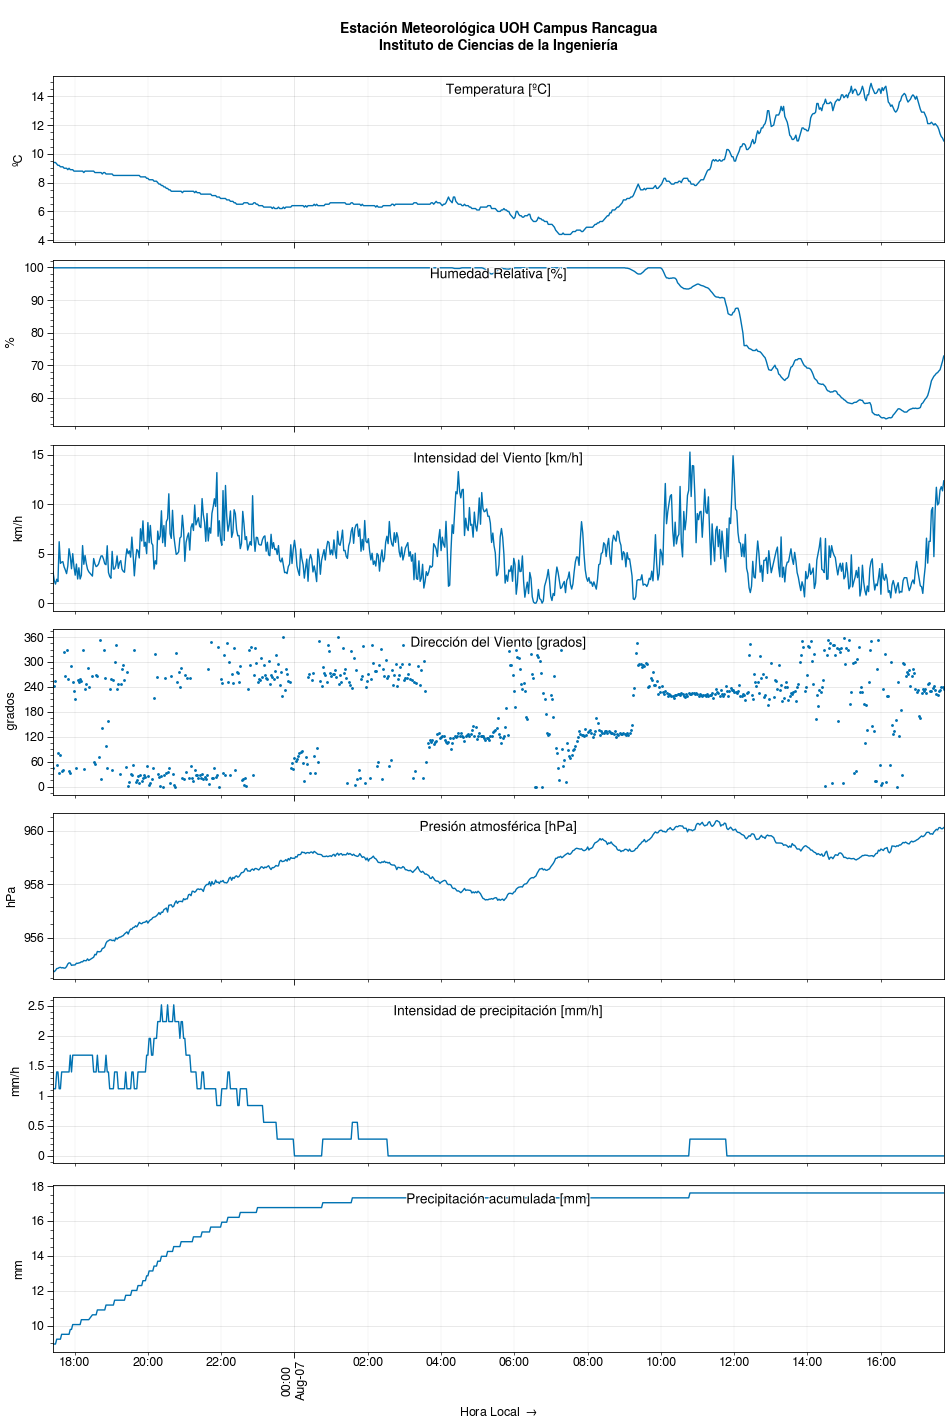 Estación Meteorológica UOH Campus Rancagua
Instituto de Ciencias de la Ingeniería
Temperatura [ºC]
14
12
10
8
6
4
ºC
Humedad Relativa [%]
100
90
80
70
60
%
Intensidad del Viento [km/h]
15
10
5
0
km/h
Dirección del Viento [grados]
360
300
240
180
120
60
0
grados
Presión atmosférica [hPa]
960
958
956
hPa
Intensidad de precipitación [mm/h]
2.5
2
1.5
1
0.5
0
mm/h
Precipitación acumulada [mm]
18
16
14
12
10
mm
18:00 20:00 22:00 00:00 02:00 04:00 06:00 08:00 10:00 12:00 14:00 16:00
Aug-07
Hora Local →